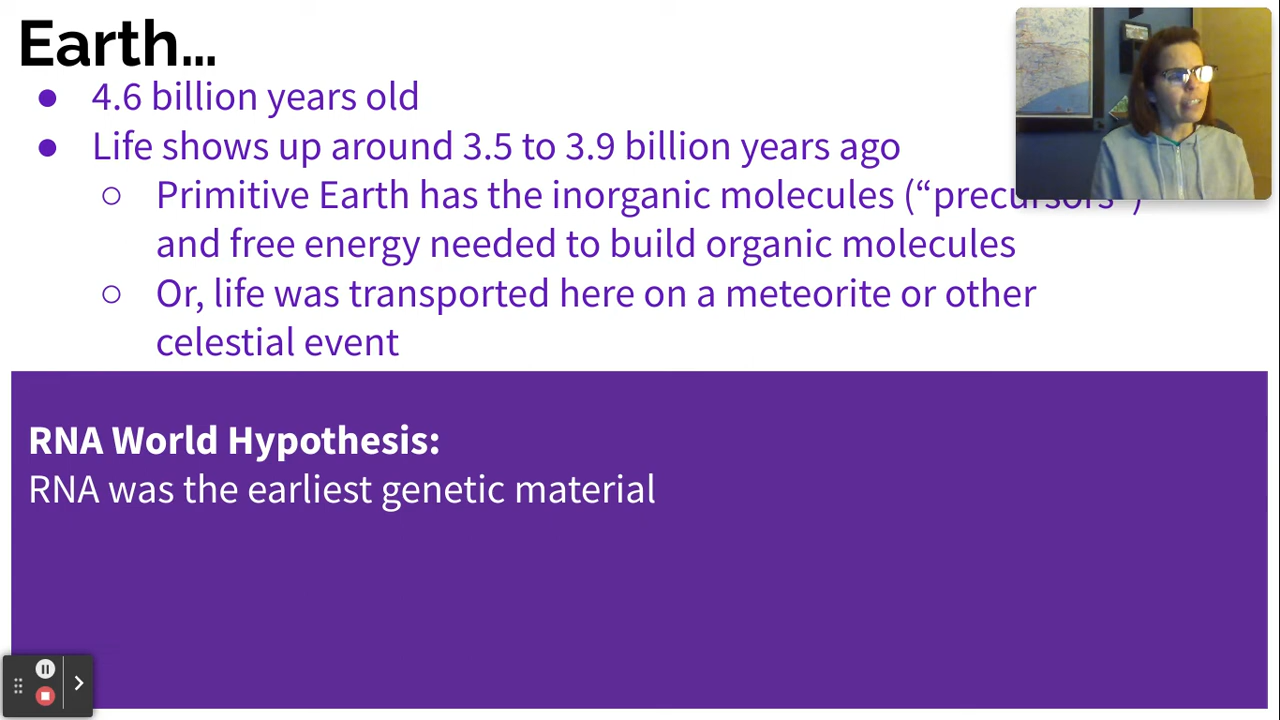 Earth...
● 4.6 billion years old
● Life shows up around 3.5 to 3.9 billion years ago
○ Primitive Earth has the inorganic molecules (“precursors”)
and free energy needed to build organic molecules
○ Or, life was transported here on a meteorite or other
celestial event
RNA World Hypothesis:
RNA was the earliest genetic material